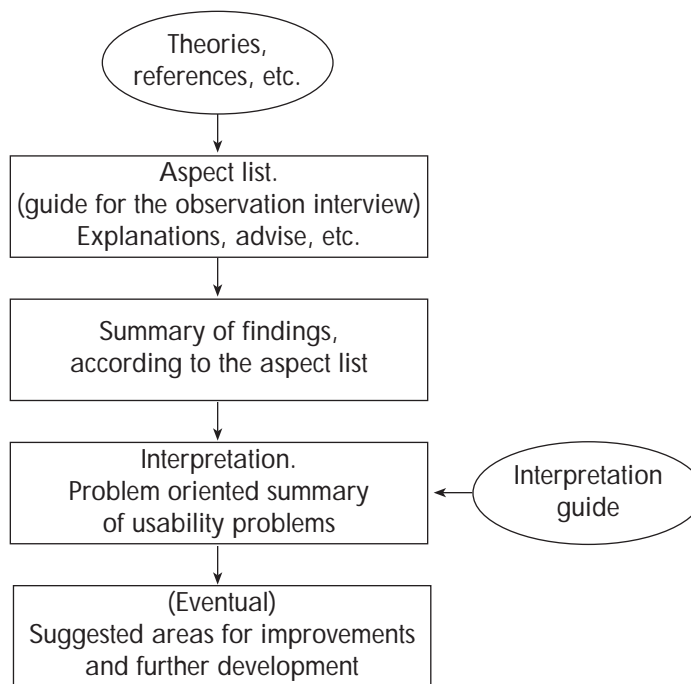 Theories,
references, etc.
Aspect list.
(guide for the observation interview)
Explanations, advise, etc.
Summary of findings,
according to the aspect list
Interpretation.
Problem oriented summary
of usability problems
Interpretation
guide
(Eventual)
Suggested areas for improvements
and further development